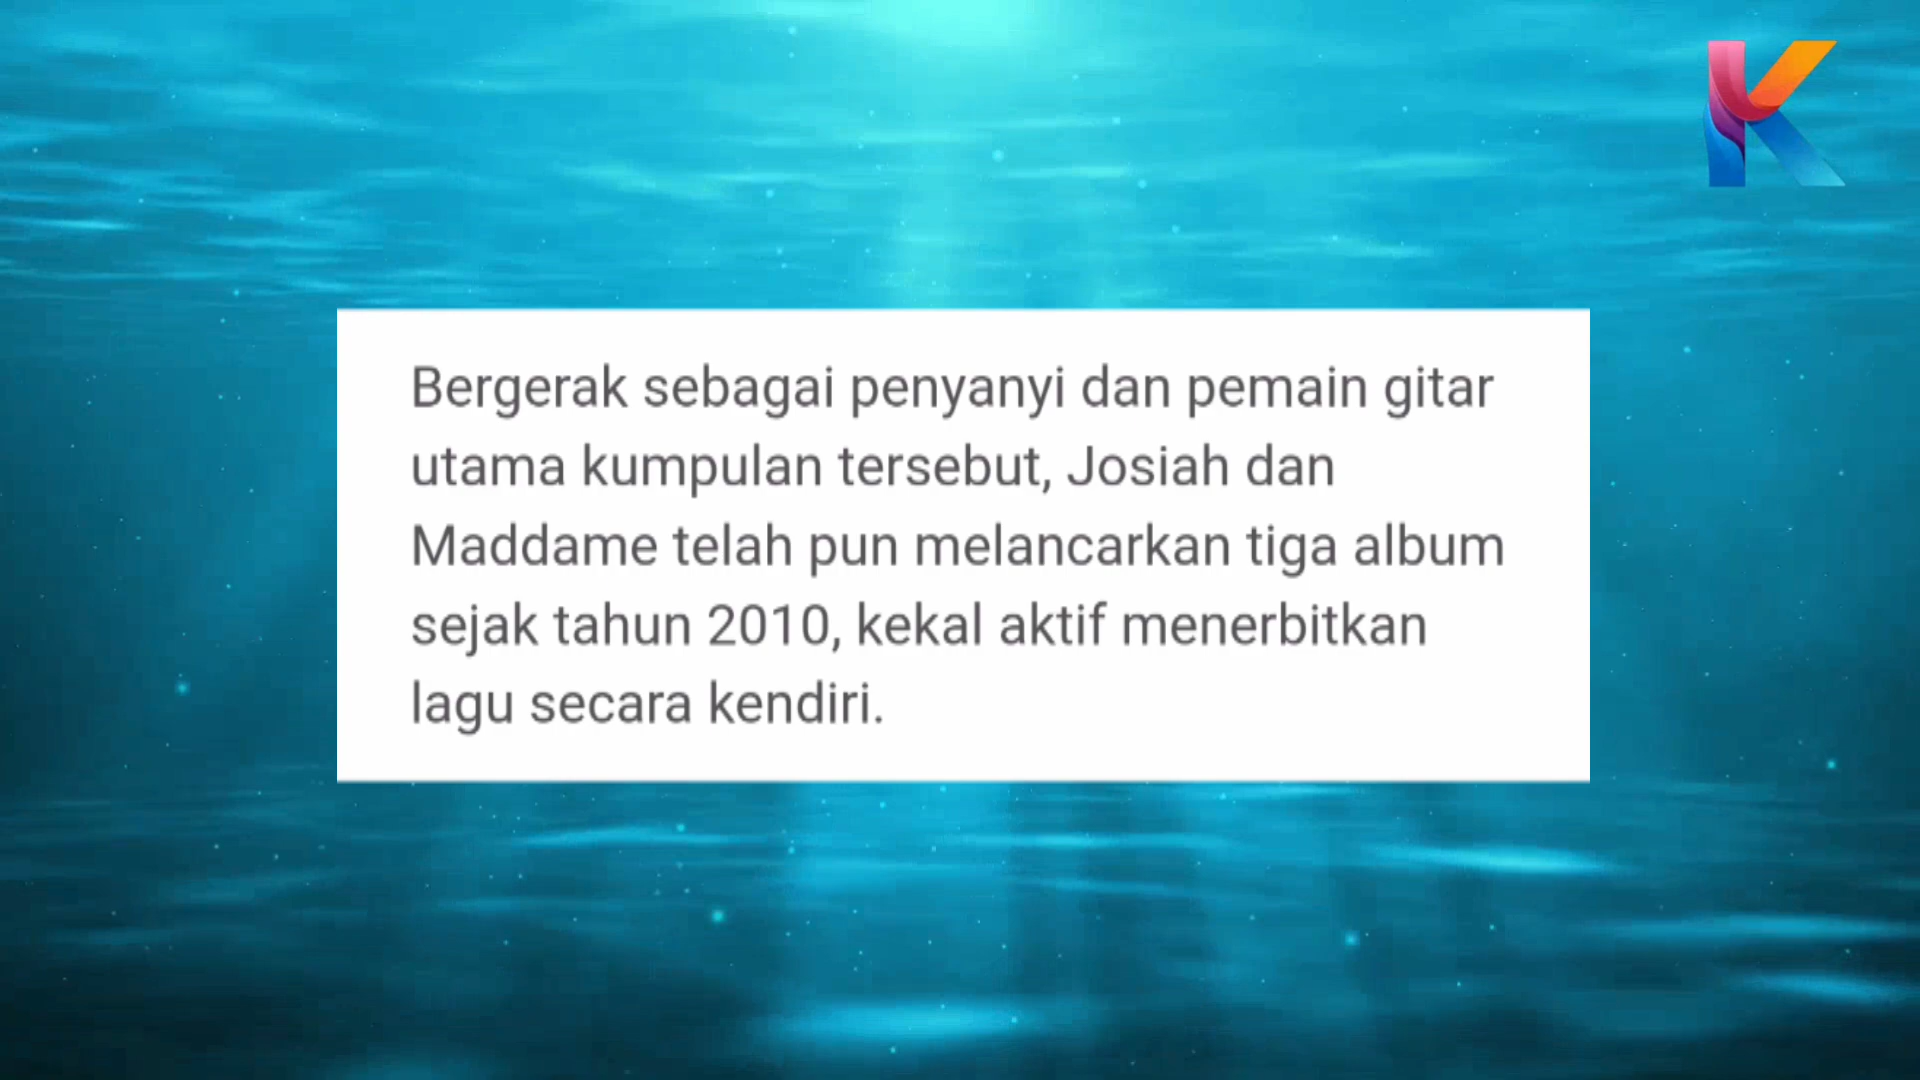 Bergerak sebagai penyanyi dan pemain gitar
utama kumpulan tersebut, Josiah dan
Maddame telah pun melancarkan tiga album
sejak tahun 2010, kekal aktif menerbitkan
lagu secara kendiri.